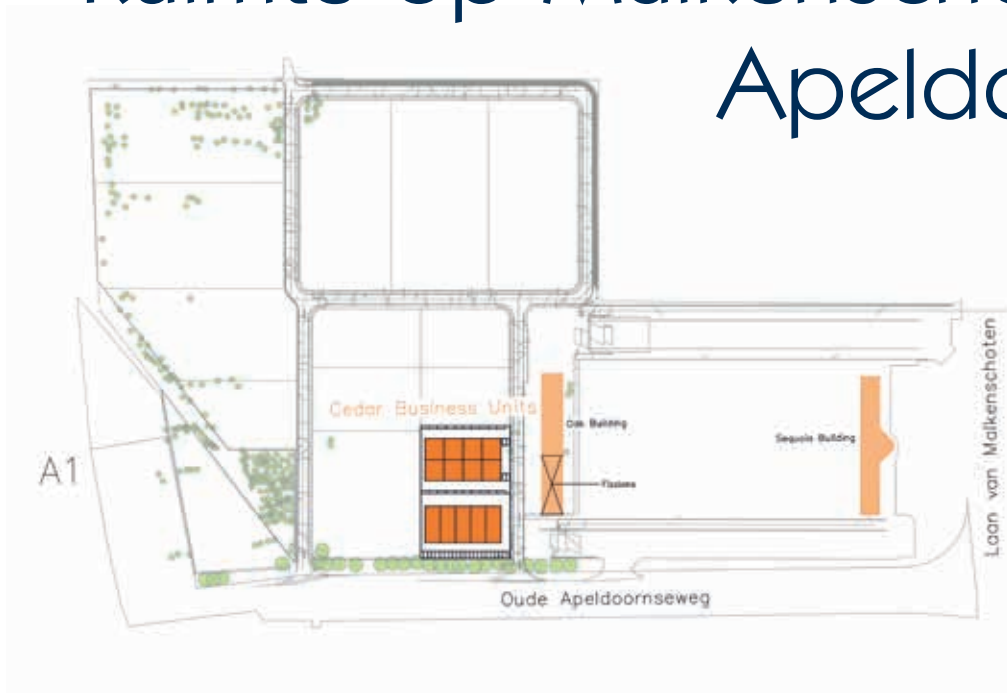 Apeldo
Cedar Business Units
Oak Building
Sequoia Building
A1
Laan van Malkenschoten
Oude Apeldoornseweg